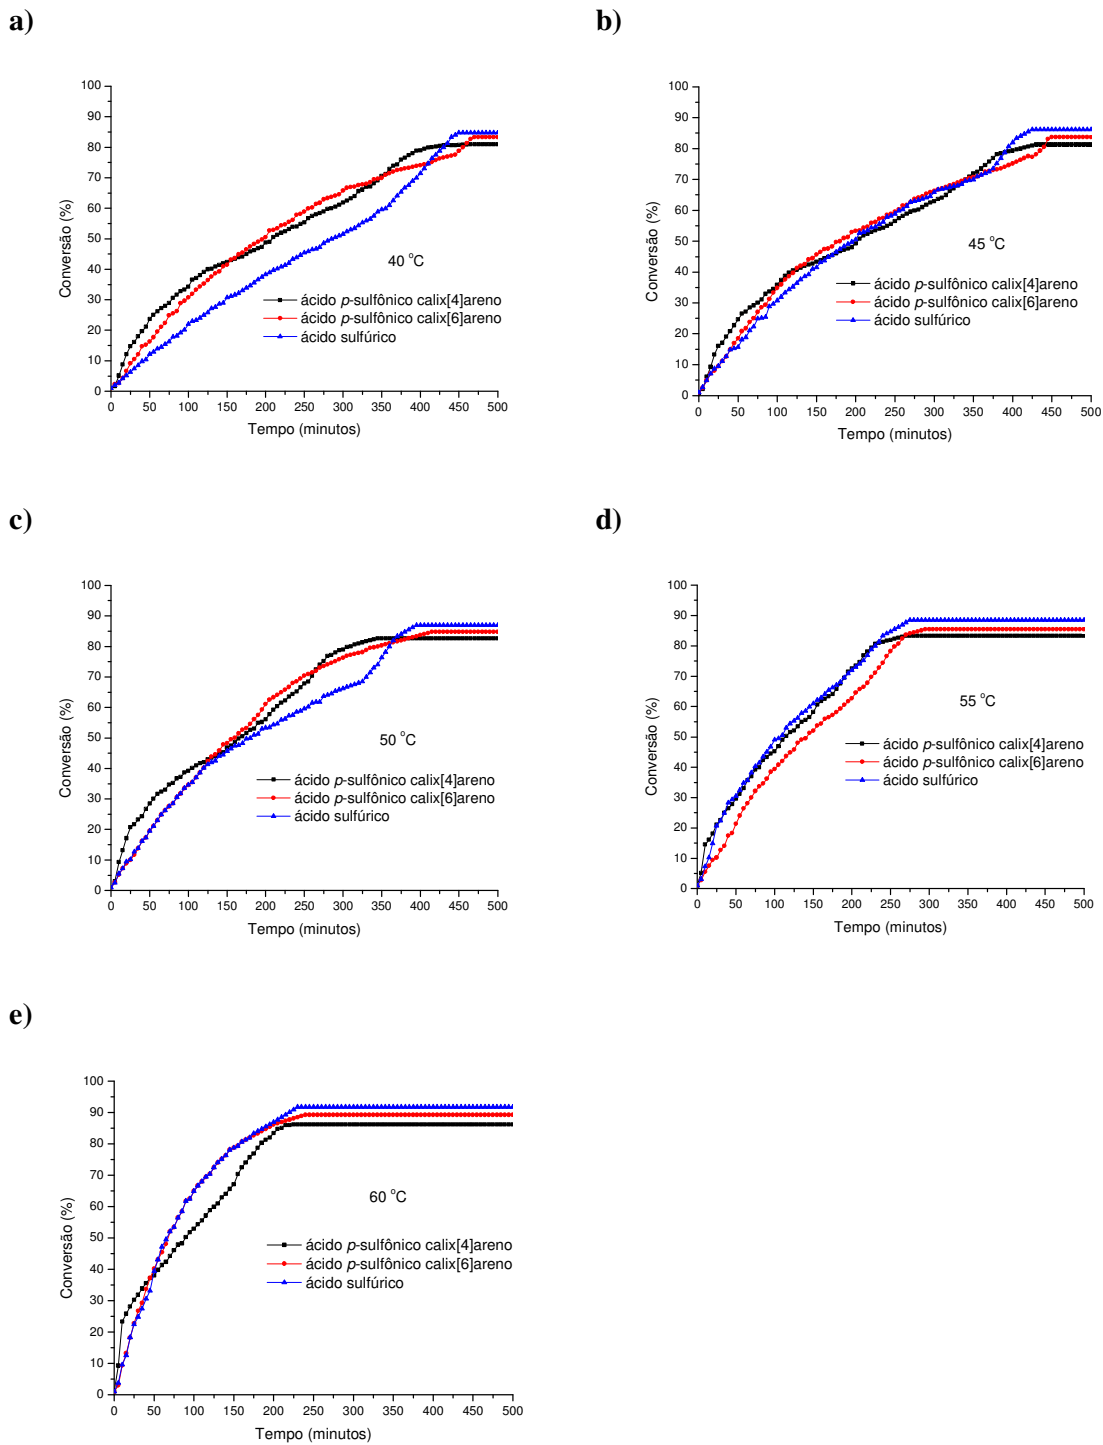 a)
100
90
80
70
60
50
40
30
20
10
0
Conversão (%)
40 °C
ácido p-sulfônico calix[4]areno
ácido p-sulfônico calix[6]areno
ácido sulfúrico
0 50 100 150 200 250 300 350 400 450 500
Tempo (minutos)
b)
100
90
80
70
60
50
40
30
20
10
0
Conversão (%)
45 °C
ácido p-sulfônico calix[4]areno
ácido p-sulfônico calix[6]areno
ácido sulfúrico
0 50 100 150 200 250 300 350 400 450 500
Tempo (minutos)
c)
100
90
80
70
60
50
40
30
20
10
0
Conversão (%)
50 °C
ácido p-sulfônico calix[4]areno
ácido p-sulfônico calix[6]areno
ácido sulfúrico
0 50 100 150 200 250 300 350 400 450 500
Tempo (minutos)
d)
100
90
80
70
60
50
40
30
20
10
0
Conversão (%)
55 °C
ácido p-sulfônico calix[4]areno
ácido p-sulfônico calix[6]areno
ácido sulfúrico
0 50 100 150 200 250 300 350 400 450 500
Tempo (minutos)
e)
100
90
80
70
60
50
40
30
20
10
0
Conversão (%)
60 °C
ácido p-sulfônico calix[4]areno
ácido p-sulfônico calix[6]areno
ácido sulfúrico
0 50 100 150 200 250 300 350 400 450 500
Tempo (minutos)